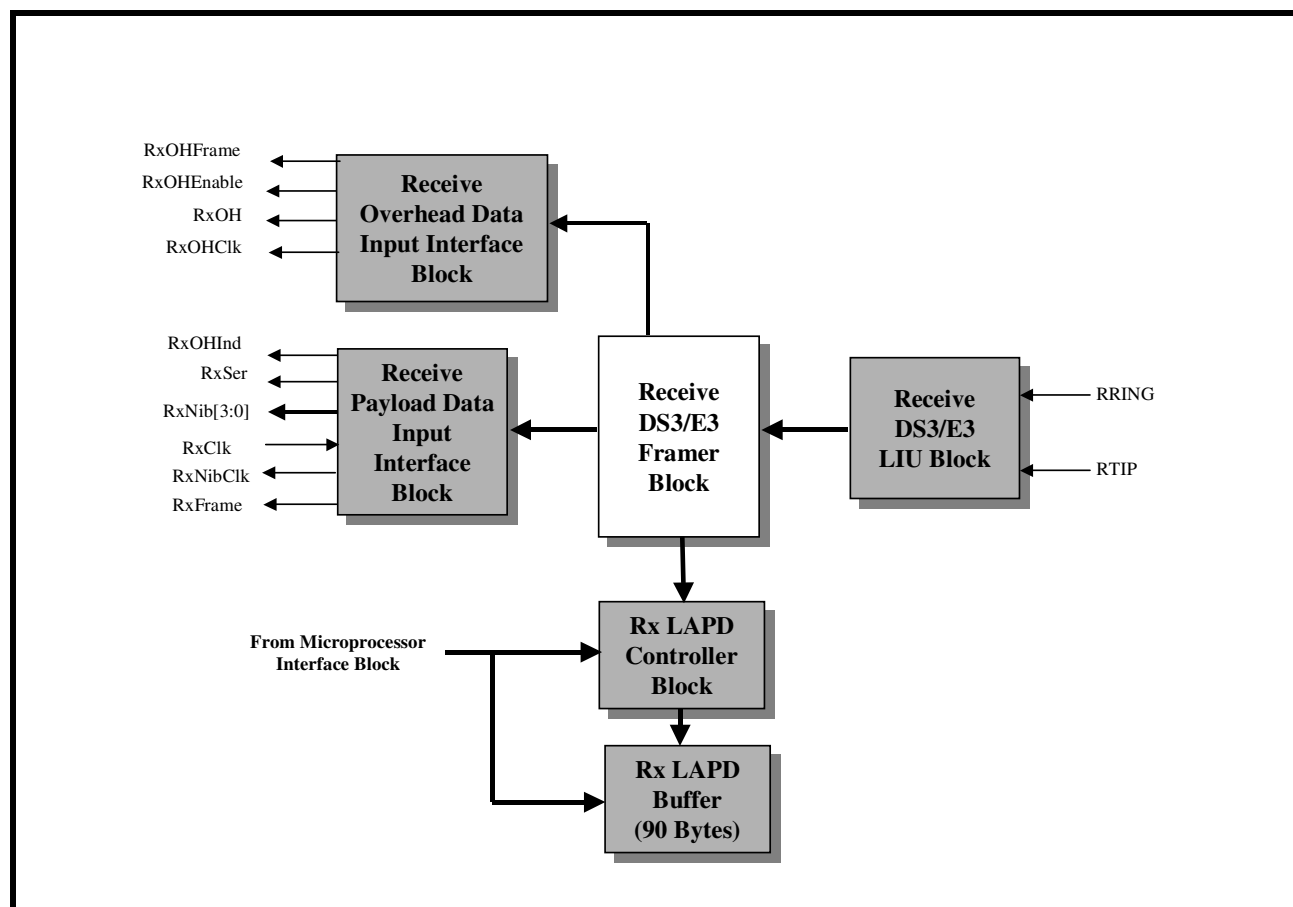 RxOHFrame
RxOHEnable
RxOH
RxOHClk
Receive
Overhead Data
Input Interface
Block
RxOHInd
RxSer
RxNib[3:0]
RxClk
RxNibClk
RxFrame
Receive
Payload Data
Input
Interface
Block
Receive
DS3/E3
Framer
Block
Receive
DS3/E3
LIU Block
RRING
RTIP
From Microprocessor
Interface Block
Rx LAPD
Controller
Block
Rx LAPD
Buffer
(90 Bytes)